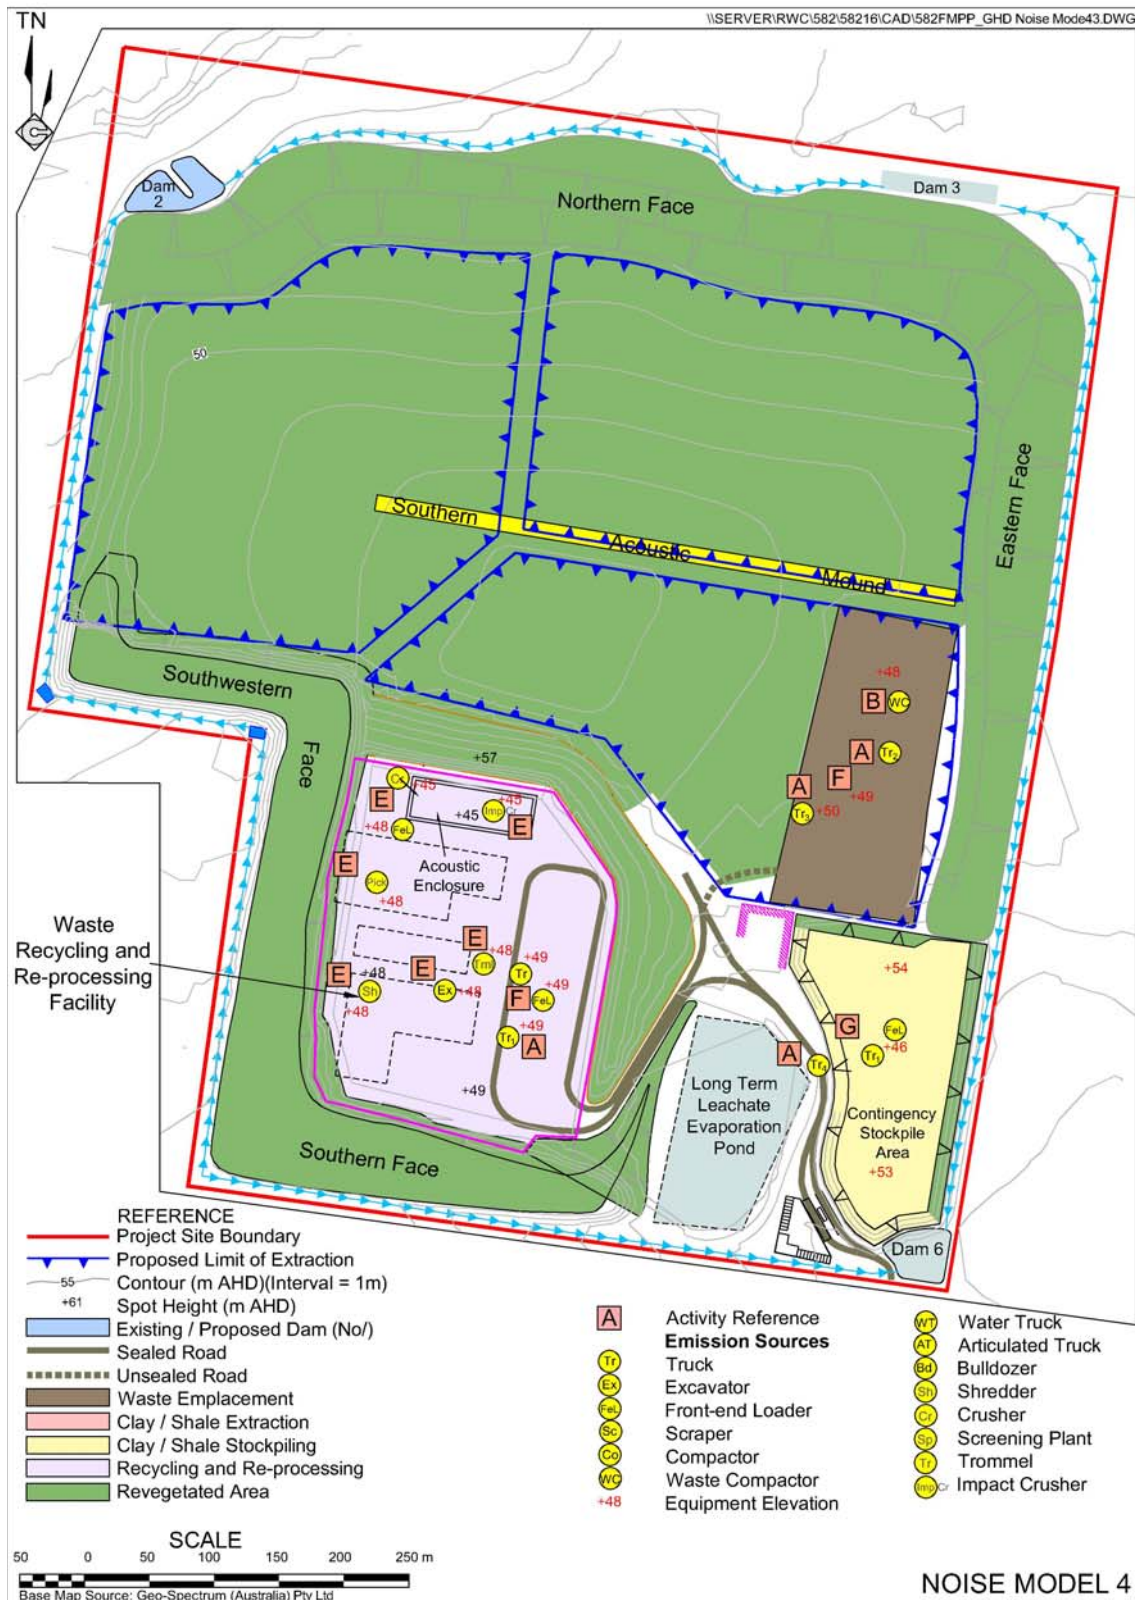 \\SERVER\RWC\582\58216\CAD\582FMPP_GHD Noise Mode43.DWG
TN
Dam
2
Dam 3
Northern Face
50
Eastern Face
Southern Acoustic Mound
Southwestern
Face
+48
B WC
A Tr2
F
+49
A
Tr3 +50
+57
Cr +45
E
+45
+45 Imp Cr
E
+48 FeL
Acoustic
Enclosure
E
Pick
+48
Waste
Recycling and
Re-processing
Facility
E
+48
Tml
+49
Tr
E +48
Sh
+48
E
Ex +48
+49
F FeL
+49
Tr1
A
+49
Southern Face
+54
G
FeL
+46
Tr1
A
Tr4
Long Term
Leachate
Evaporation
Pond
Contingency
Stockpile
Area
+53
Dam 6
REFERENCE
Project Site Boundary
Proposed Limit of Extraction
55 Contour (m AHD)(Interval = 1m)
+61 Spot Height (m AHD)
Existing / Proposed Dam (No/)
Sealed Road
Unsealed Road
Waste Emplacement
Clay / Shale Extraction
Clay / Shale Stockpiling
Recycling and Re-processing
Revegetated Area
A Activity Reference
Emission Sources
Tr Truck
Ex Excavator
FeL Front-end Loader
Sc Scraper
Co Compactor
WC Waste Compactor
+48 Equipment Elevation
WT Water Truck
AT Articulated Truck
Bd Bulldozer
Sh Shredder
Cr Crusher
Sp Screening Plant
Tr Trommel
Imp Cr Impact Crusher
SCALE
50 0 50 100 150 200 250 m
Base Map Source: Geo-Spectrum (Australia) Pty Ltd
NOISE MODEL 4